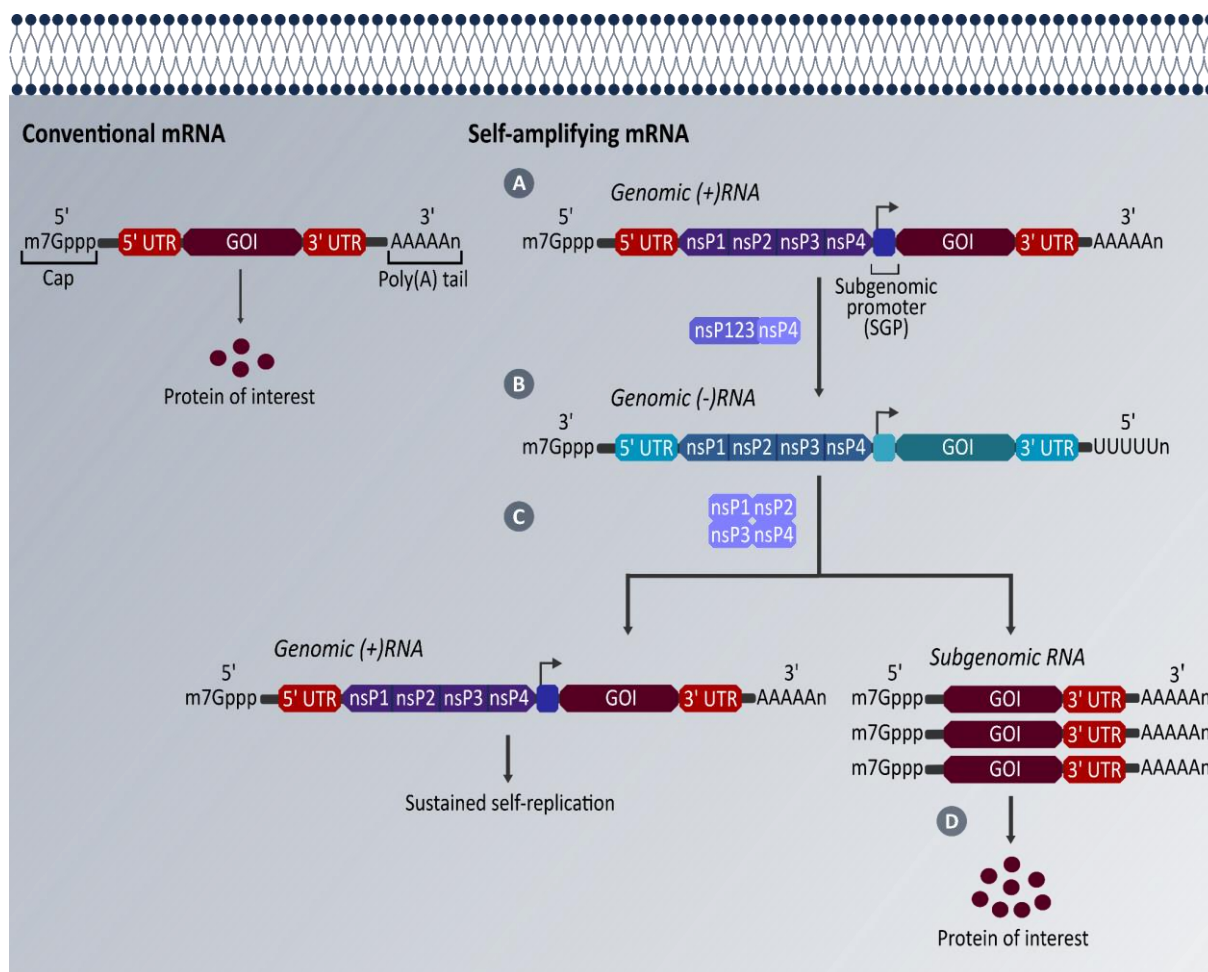 Conventional mRNA
5'
3'
m7Gppp 5' UTR GOI 3' UTR AAAAAn
Cap
Poly(A) tail
Protein of interest
Self-amplifying mRNA
A
Genomic (+)RNA
5'
3'
m7Gppp 5' UTR nsP1 nsP2 nsP3 nsP4 GOI 3' UTR AAAAAn
Subgenomic
promoter
(SGP)
nsP123 nsP4
B
Genomic (-)RNA
3'
5'
m7Gppp 5' UTR nsP1 nsP2 nsP3 nsP4 GOI 3' UTR UUUUUn
C
nsP1 nsP2
nsP3 nsP4
Genomic (+)RNA
5'
3'
m7Gppp 5' UTR nsP1 nsP2 nsP3 nsP4 GOI 3' UTR AAAAAn
Sustained self-replication
Subgenomic RNA
5'
3'
m7Gppp GOI 3' UTR AAAAAn
m7Gppp GOI 3' UTR AAAAAn
m7Gppp GOI 3' UTR AAAAAn
D
Protein of interest